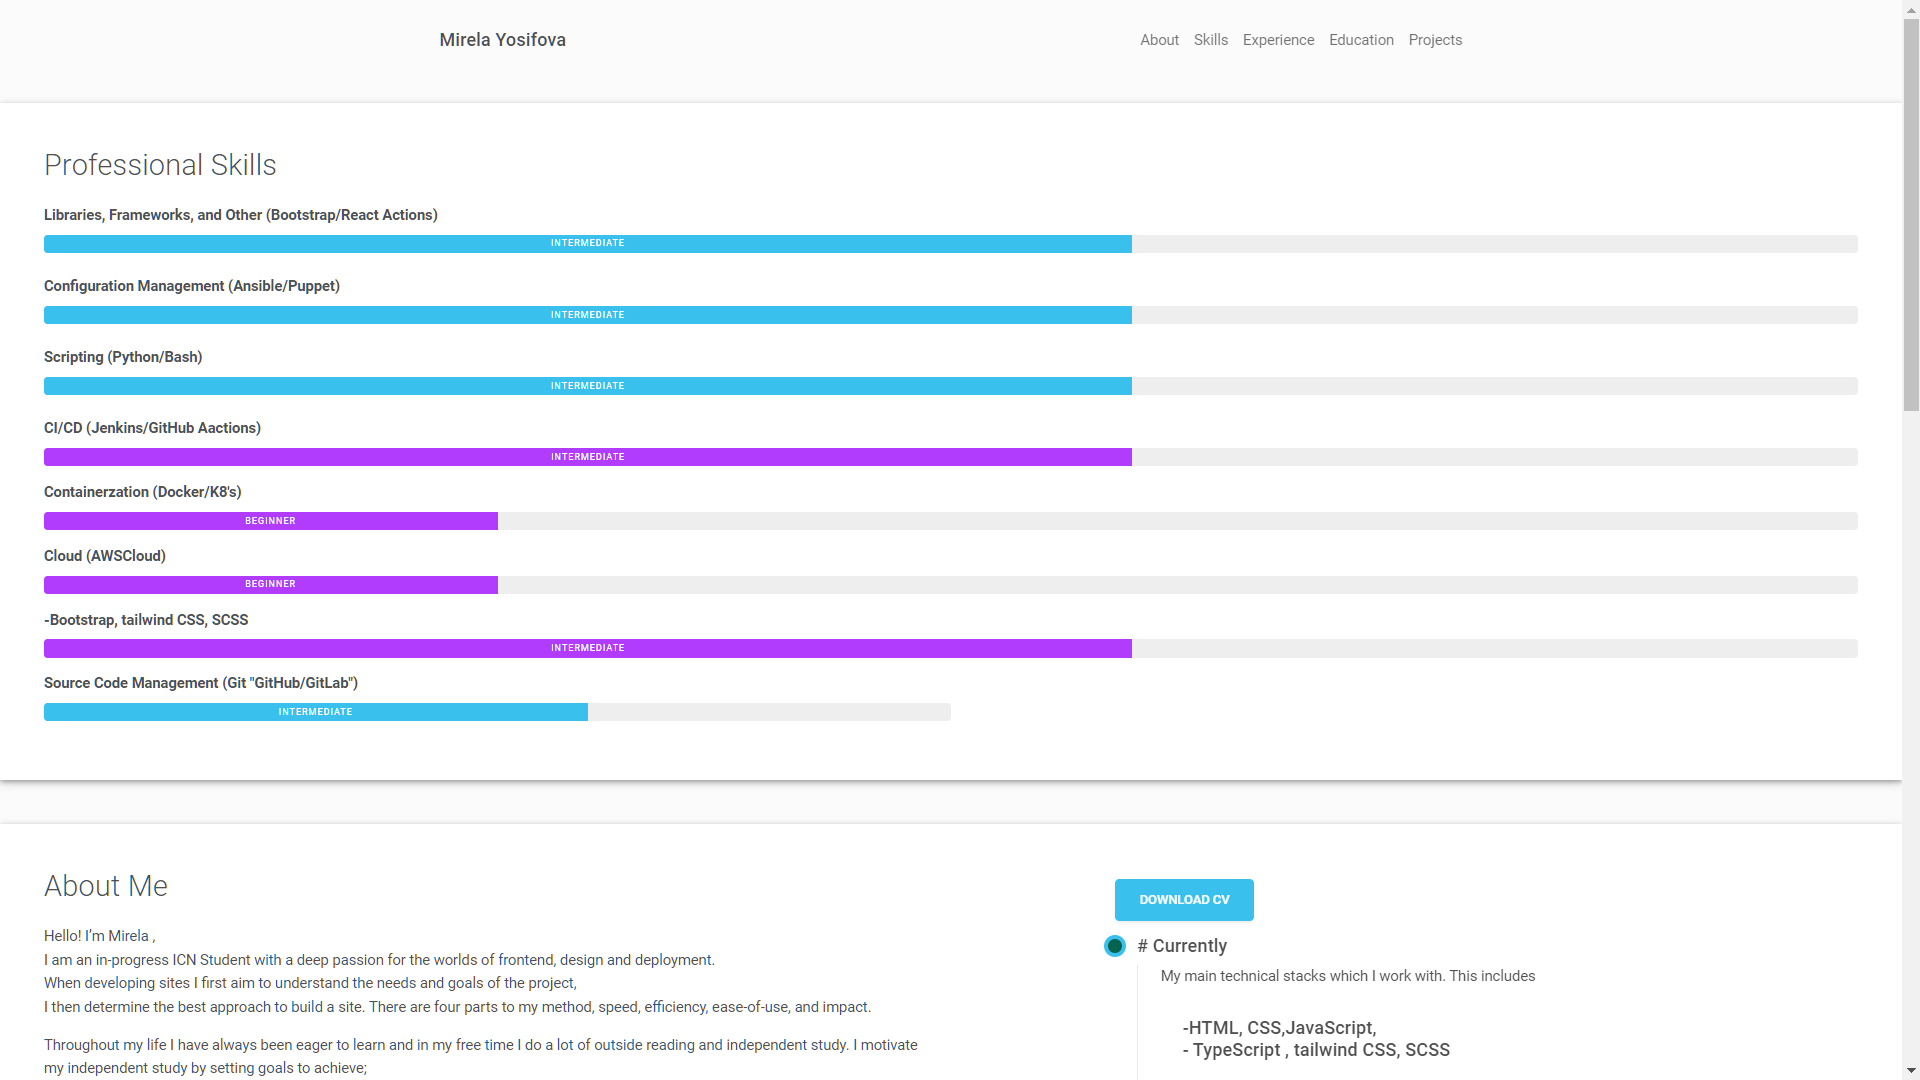 Mirela Yosifova
About Skills Experience Education Projects
Professional Skills
Libraries, Frameworks, and Other (Bootstrap/React Actions)
INTERMEDIATE
Configuration Management (Ansible/Puppet)
INTERMEDIATE
Scripting (Python/Bash)
INTERMEDIATE
CI/CD (Jenkins/GitHub Aactions)
INTERMEDIATE
Containerzation (Docker/K8's)
BEGINNER
Cloud (AWSCloud)
BEGINNER
-Bootstrap, tailwind CSS, SCSS
INTERMEDIATE
Source Code Management (Git "GitHub/GitLab")
INTERMEDIATE
About Me
Hello! I’m Mirela ,
I am an in-progress ICN Student with a deep passion for the worlds of frontend, design and deployment.
When developing sites I first aim to understand the needs and goals of the project,
I then determine the best approach to build a site. There are four parts to my method, speed, efficiency, ease-of-use, and impact.
Throughout my life I have always been eager to learn and in my free time I do a lot of outside reading and independent study. I motivate
my independent study by setting goals to achieve;
DOWNLOAD CV
# Currently
My main technical stacks which I work with. This includes
-HTML, CSS,JavaScript,
- TypeScript , tailwind CSS, SCSS